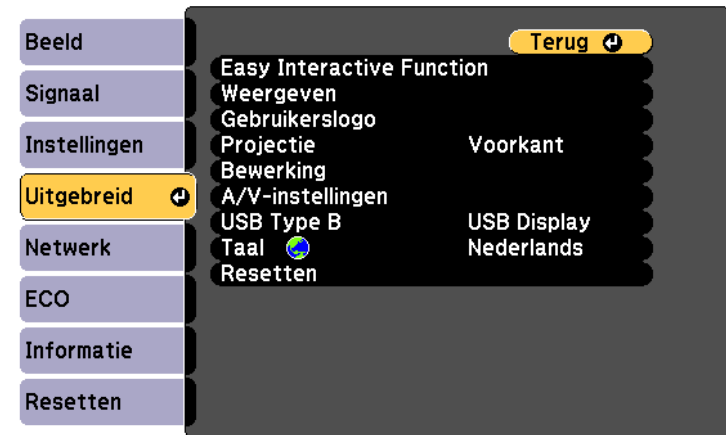 Beeld
Signaal
Instellingen
Uitgebreid
Netwerk
ECO
Informatie
Resetten
Terug
Easy Interactive Function
Weergeven
Gebruikerslogo
Projectie Voorkant
Bewerking
A/V-instellingen
USB Type B USB Display
Taal Nederlands
Resetten